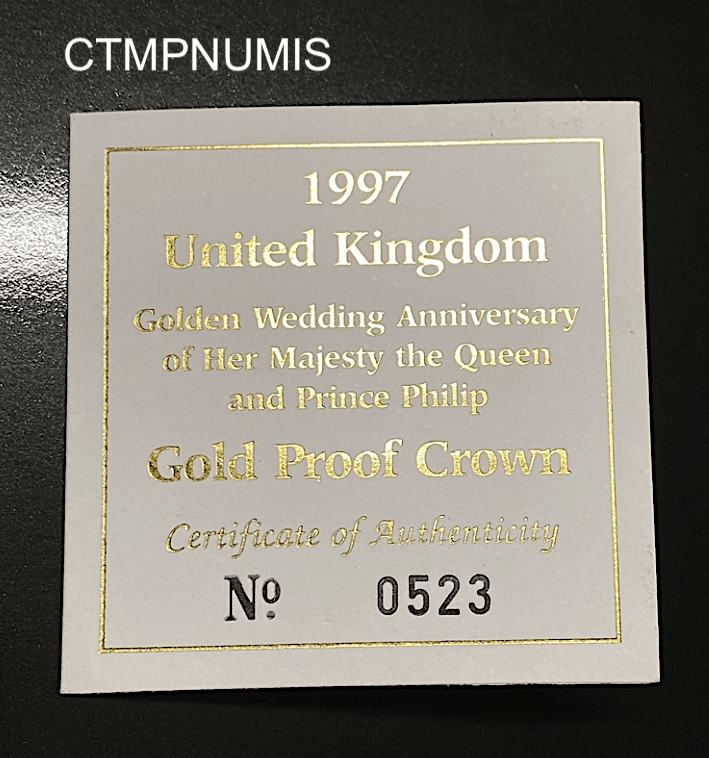 CTMPNUMIS
1997
United Kingdom
Golden Wedding Anniversary
of Her Majesty the Queen
and Prince Philip
Gold Proof Crown
Certificate of Authenticity
Nº. 0523